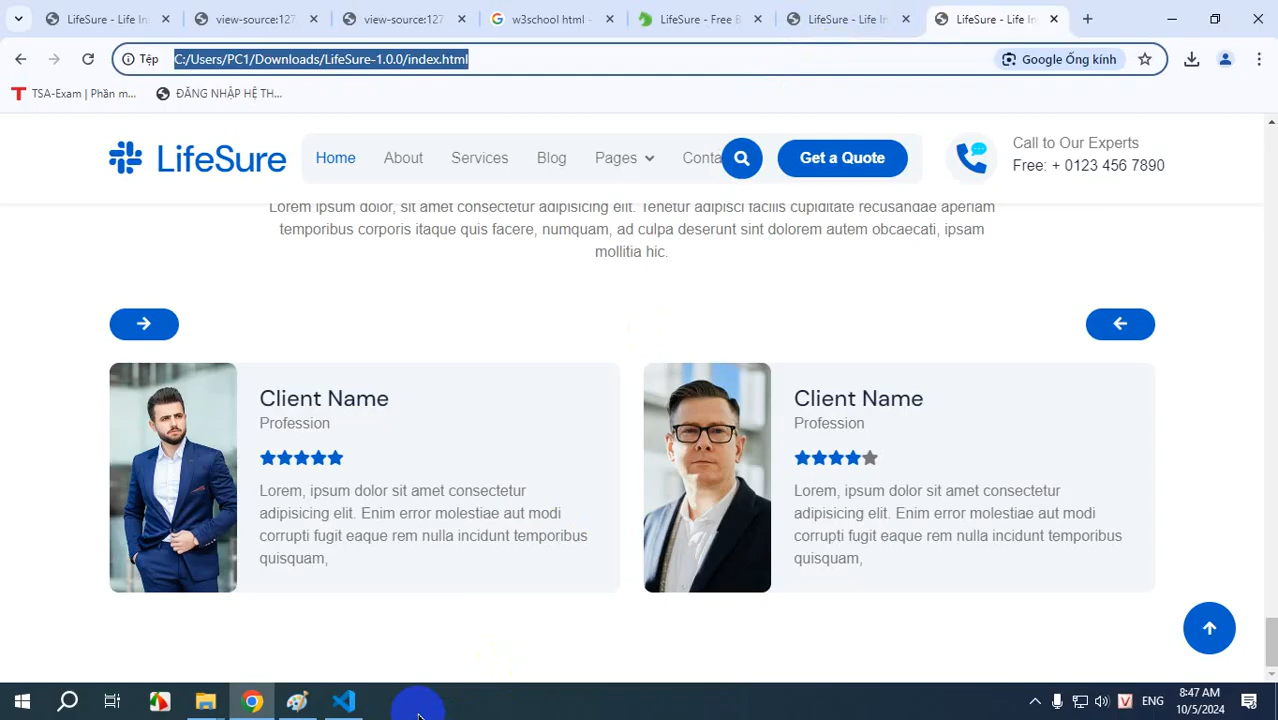 LifeSure - Life In
view-source:127
view-source:127
w3school html -
LifeSure - Free B
LifeSure - Life In
LifeSure - Life In
Tệp
C:/Users/PC1/Downloads/LifeSure-1.0.0/index.html
Google Ống kính
TSA-Exam | Phần m...
ĐĂNG NHẬP HỆ TH...
LifeSure
Home
About
Services
Blog
Pages
Conta
Get a Quote
Call to Our Experts
Free: + 0123 456 7890
Lorem ipsum dolor, sit amet consectetur adipisicing elit. Tenetur adipisci facilis cupiditate recusandae aperiam
temporibus corporis itaque quis facere, numquam, ad culpa deserunt sint dolorem autem obcaecati, ipsam
mollitia hic.
Client Name
Profession
Lorem, ipsum dolor sit amet consectetur
adipisicing elit. Enim error molestiae aut modi
corrupti fugit eaque rem nulla incidunt temporibus
quisquam,
Client Name
Profession
Lorem, ipsum dolor sit amet consectetur
adipisicing elit. Enim error molestiae aut modi
corrupti fugit eaque rem nulla incidunt temporibus
quisquam,
V
ENG
8:47 AM
10/5/2024